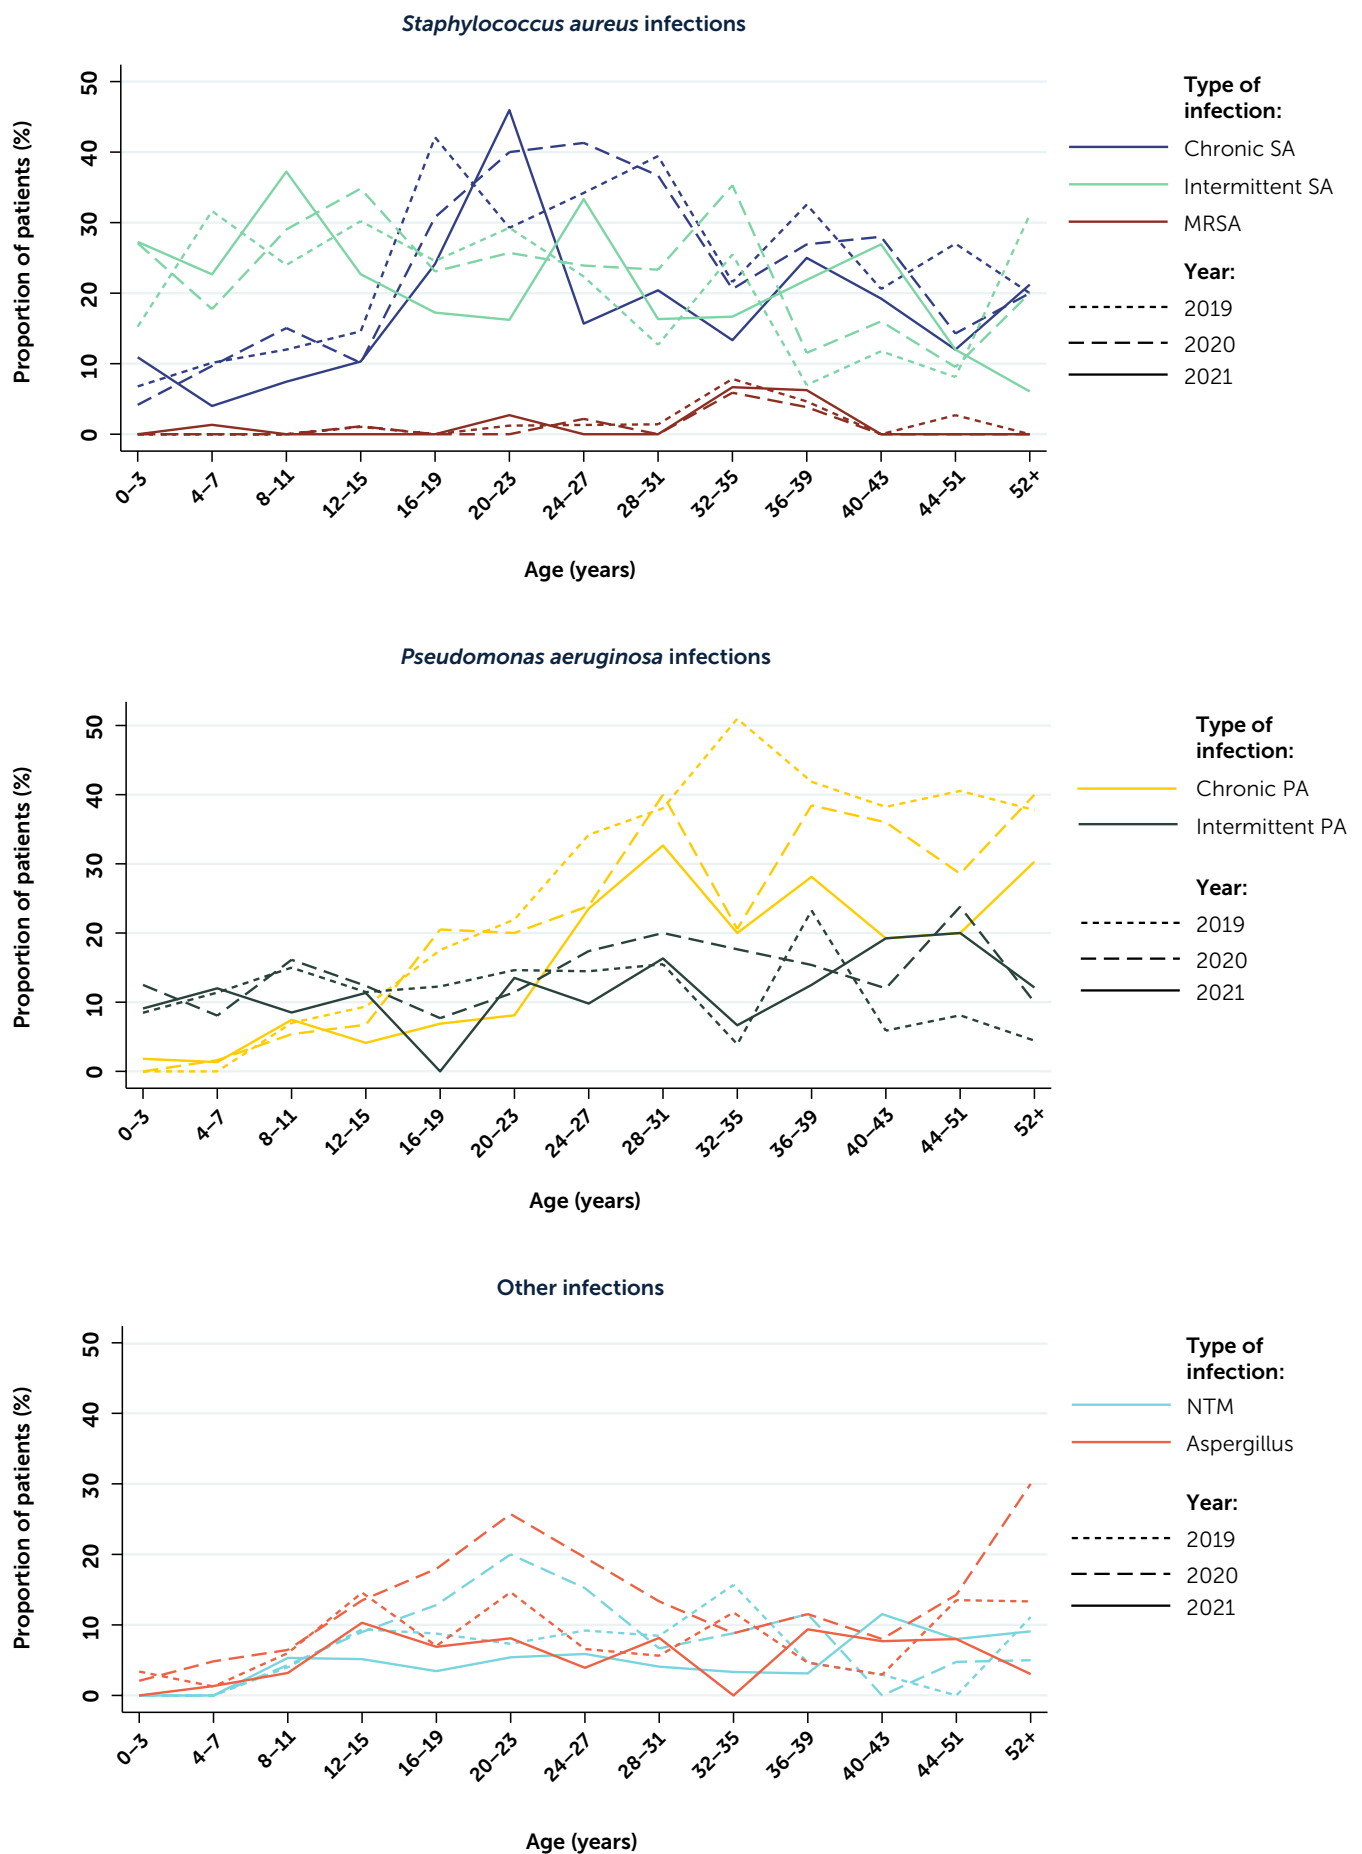 Staphylococcus aureus infections
Proportion of patients (%)
50
40
30
20
10
0
0–3
4–7
8–11
12–15
16–19
20–23
24–27
28–31
32–35
36–39
40–43
44–51
52+
Age (years)
Type of
infection:
Chronic SA
Intermittent SA
MRSA
Year:
2019
2020
2021
Pseudomonas aeruginosa infections
Proportion of patients (%)
50
40
30
20
10
0
0–3
4–7
8–11
12–15
16–19
20–23
24–27
28–31
32–35
36–39
40–43
44–51
52+
Age (years)
Type of
infection:
Chronic PA
Intermittent PA
Year:
2019
2020
2021
Other infections
Proportion of patients (%)
50
40
30
20
10
0
0–3
4–7
8–11
12–15
16–19
20–23
24–27
28–31
32–35
36–39
40–43
44–51
52+
Age (years)
Type of
infection:
NTM
Aspergillus
Year:
2019
2020
2021